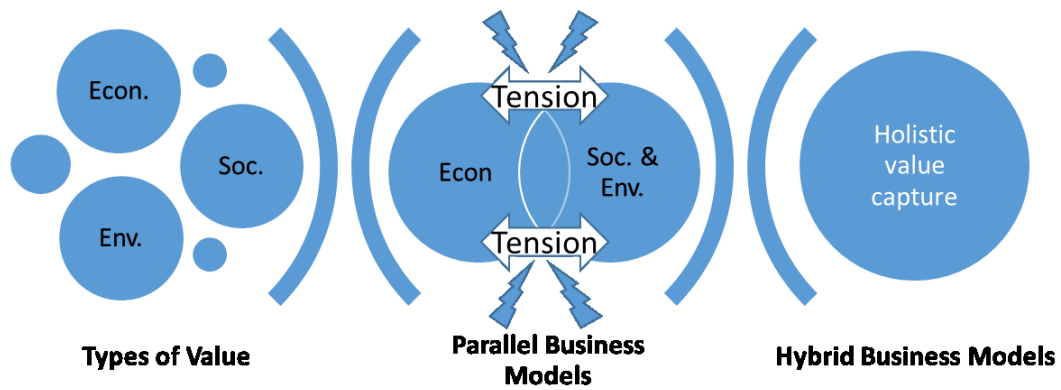 Econ.
Soc.
Env.
Types of Value
Tension
Econ
Soc. &
Env.
Tension
Parallel Business
Models
Holistic
value
capture
Hybrid Business Models